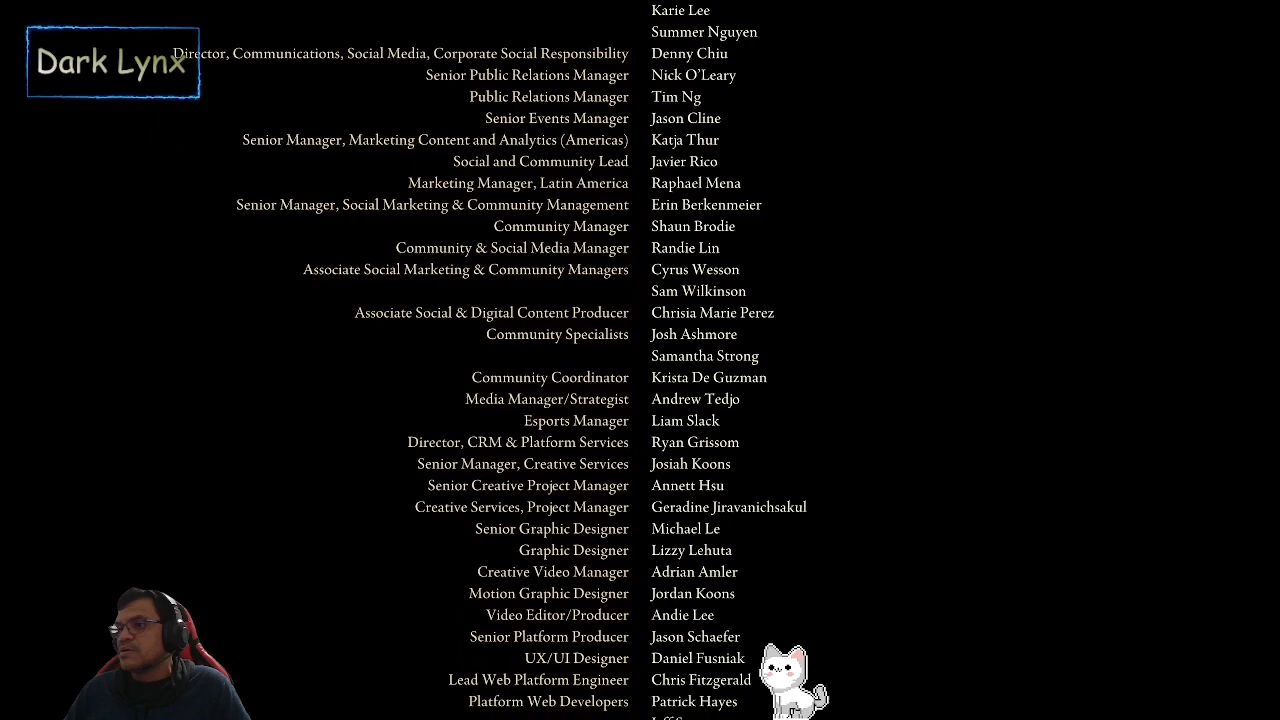 Karie Lee
Summer Nguyen
Dark Lynx
Director, Communications, Social Media, Corporate Social Responsibility Denny Chiu
Senior Public Relations Manager Nick O'Leary
Public Relations Manager Tim Ng
Senior Events Manager Jason Cline
Senior Manager, Marketing Content and Analytics (Americas) Katja Thur
Social and Community Lead Javier Rico
Marketing Manager, Latin America Raphael Mena
Senior Manager, Social Marketing & Community Management Erin Berkenmeier
Community Manager Shaun Brodie
Community & Social Media Manager Randie Lin
Associate Social Marketing & Community Managers Cyrus Wesson
Sam Wilkinson
Associate Social & Digital Content Producer Chrisia Marie Perez
Community Specialists Josh Ashmore
Samantha Strong
Community Coordinator Krista De Guzman
Media Manager/Strategist Andrew Tedjo
Esports Manager Liam Slack
Director, CRM & Platform Services Ryan Grissom
Senior Manager, Creative Services Josiah Koons
Senior Creative Project Manager Annett Hsu
Creative Services, Project Manager Geradine Jiravanichsakul
Senior Graphic Designer Michael Le
Graphic Designer Lizzy Lehuta
Creative Video Manager Adrian Amler
Motion Graphic Designer Jordan Koons
Video Editor/Producer Andie Lee
Senior Platform Producer Jason Schaefer
UX/UI Designer Daniel Fusniak
Lead Web Platform Engineer Chris Fitzgerald
Platform Web Developers Patrick Hayes